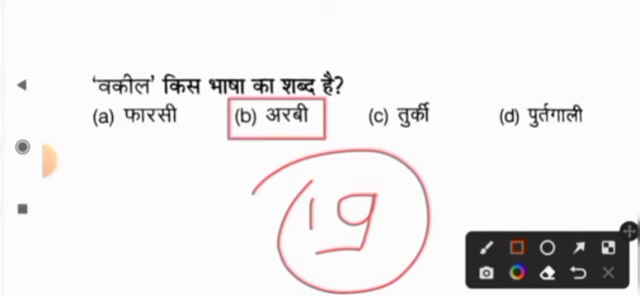 'वकील' किस भाषा का शब्द है?
(a) फारसी (b) अरबी (c) तुर्की (d) पुर्तगाली
19